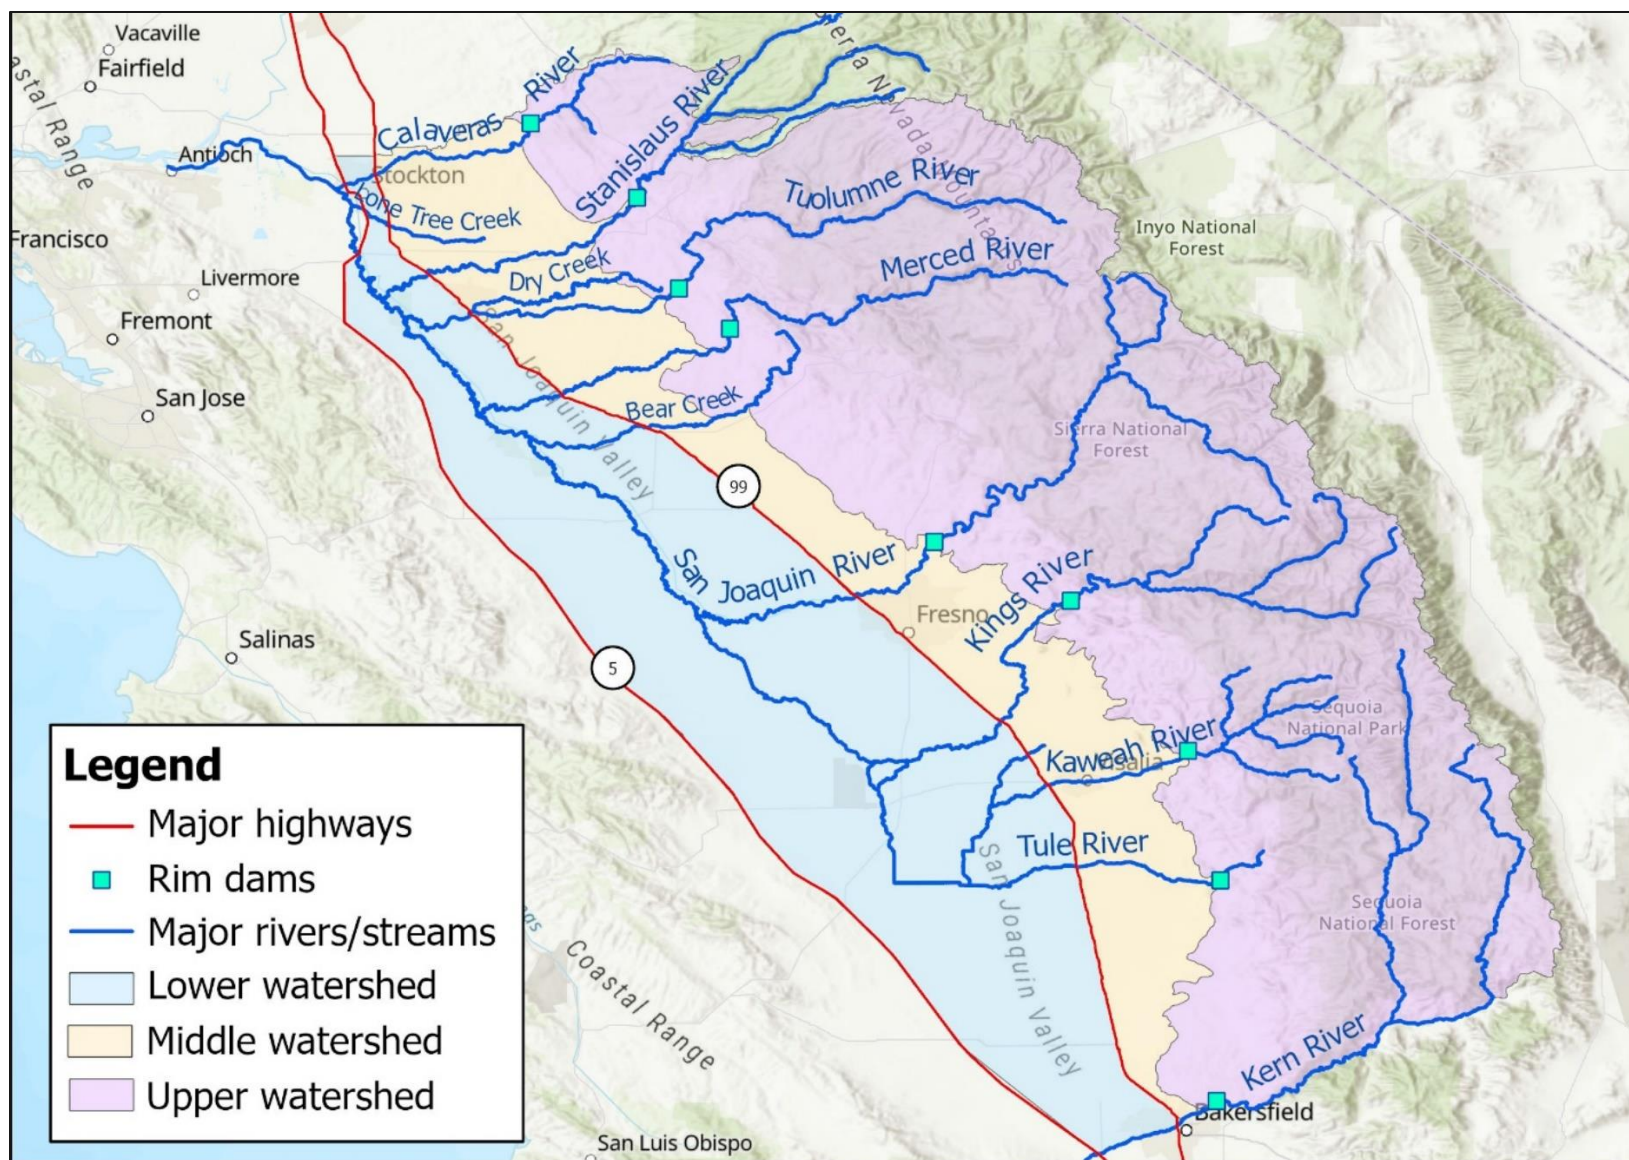 Vacaville
Fairfield
astal Range
Antioch
Francisco
Livermore
Fremont
San Jose
Salinas
Calaveras River
Stockton
Lone Tree Creek
Stanislaus River
Sierra Nevada Mountains
Dry Creek
Tuolumne River
Merced River
Inyo National
Forest
San Joaquin Valley
Bear Creek
Sierra National
Forest
99
San Joaquin River
Fresno
Kings River
5
Sequoia
National Park
Kaweah River
Tule River
San Joaquin Valley
Sequoia
National Forest
Kern River
Bakersfield
Coastal Range
San Luis Obispo
Legend
Major highways
Rim dams
Major rivers/streams
Lower watershed
Middle watershed
Upper watershed